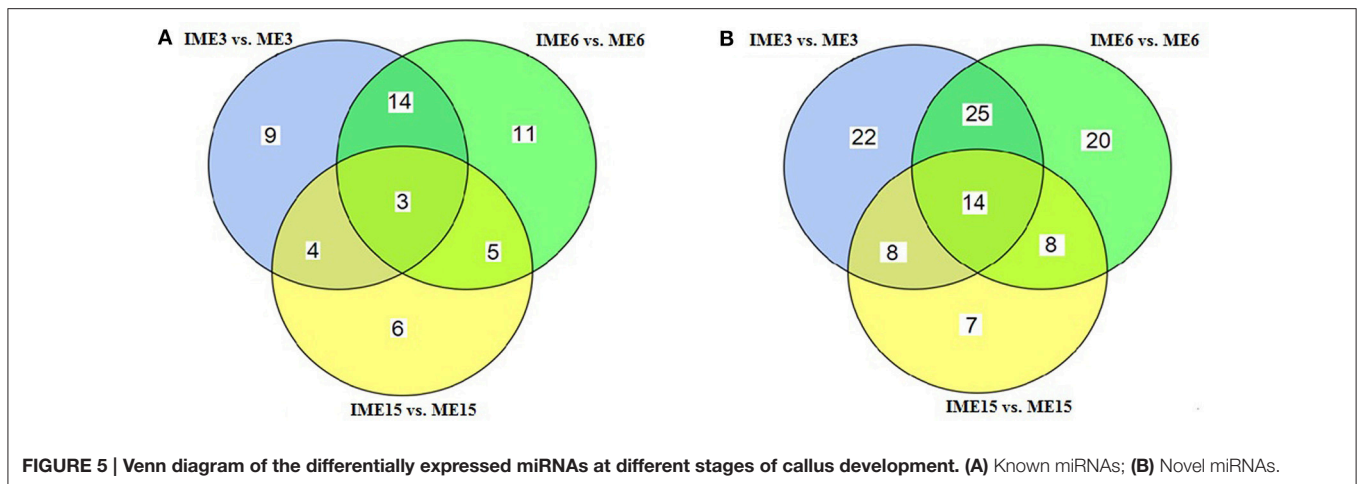 A
IME3 vs. ME3
IME6 vs. ME6
14
9
11
3
4
5
6
IME15 vs. ME15
B
IME3 vs. ME3
IME6 vs. ME6
25
22
20
14
8
8
7
IME15 vs. ME15
FIGURE 5 | Venn diagram of the differentially expressed miRNAs at different stages of callus development. (A) Known miRNAs; (B) Novel miRNAs.